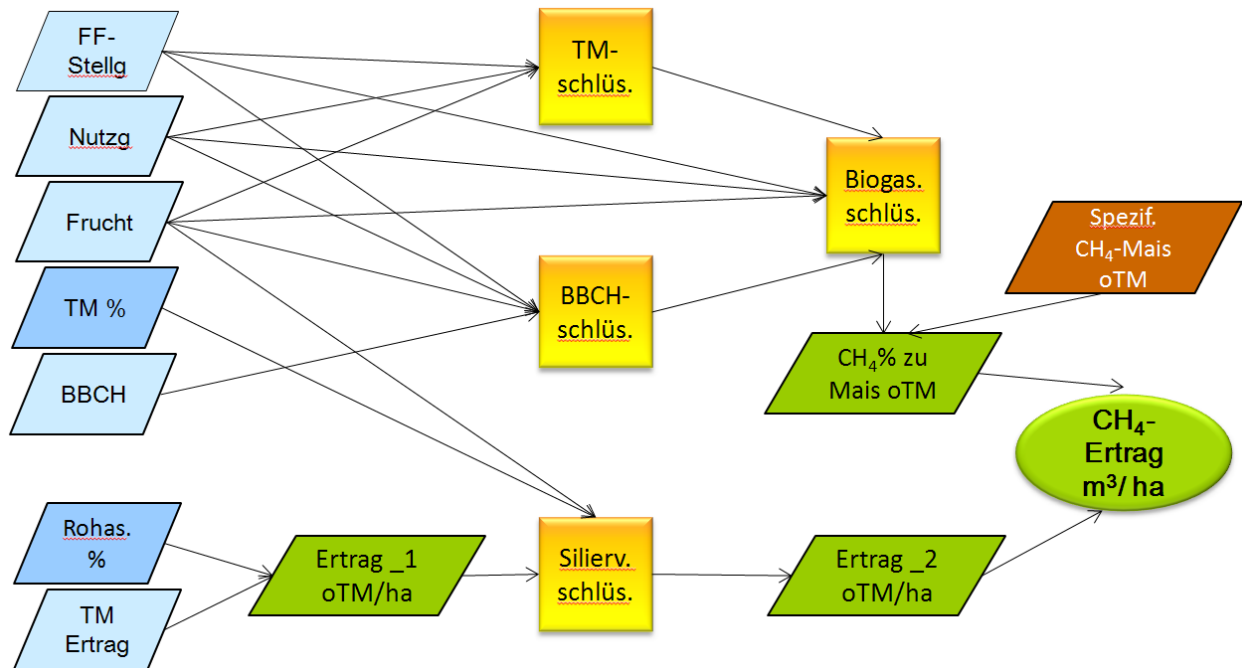 FF-
Stellg
Nutzg
Frucht
TM %
BBCH
Rohas.
%
TM
Ertrag
TM-
schlüs.
BBCH-
schlüs.
Biogas.
schlüs.
Spezif.
CH₄-Mais
oTM
CH₄% zu
Mais oTM
CH₄-
Ertrag
m³/ ha
Ertrag _1
oTM/ha
Silierv.
schlüs.
Ertrag _2
oTM/ha